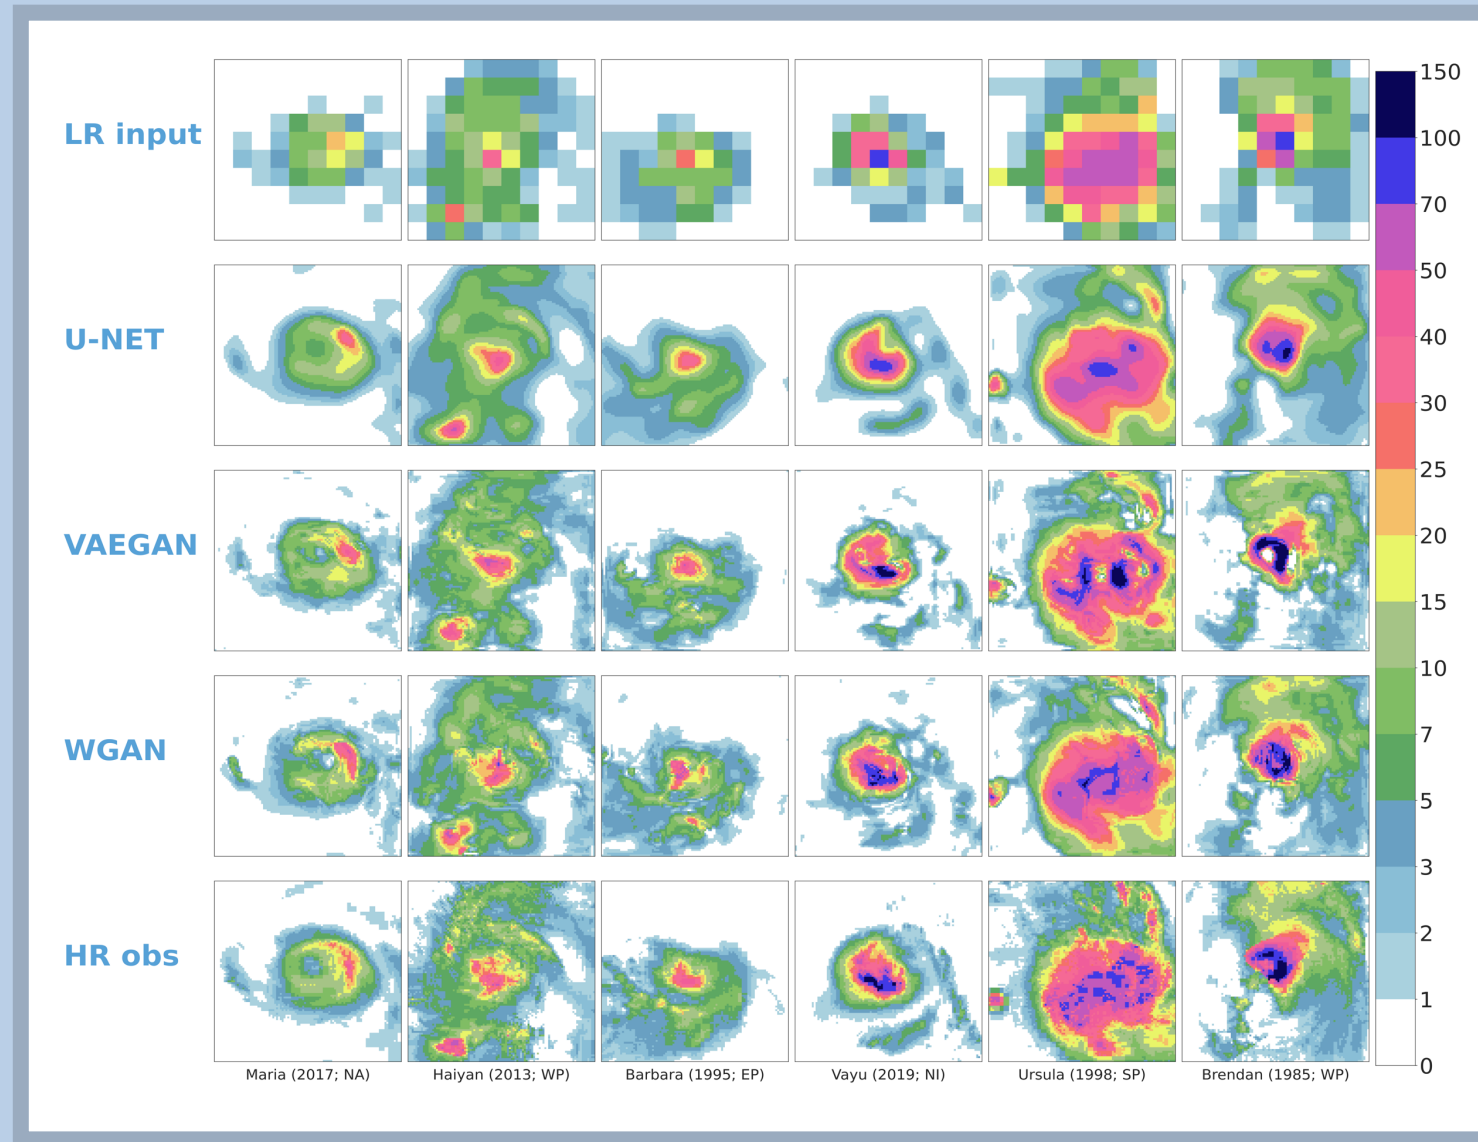 LR input
U-NET
VAEGAN
WGAN
HR obs
Maria (2017; NA)
Haiyan (2013; WP)
Barbara (1995; EP)
Vayu (2019; NI)
Ursula (1998; SP)
Brendan (1985; WP)
150
100
70
50
40
30
25
20
15
10
7
5
3
2
1
0